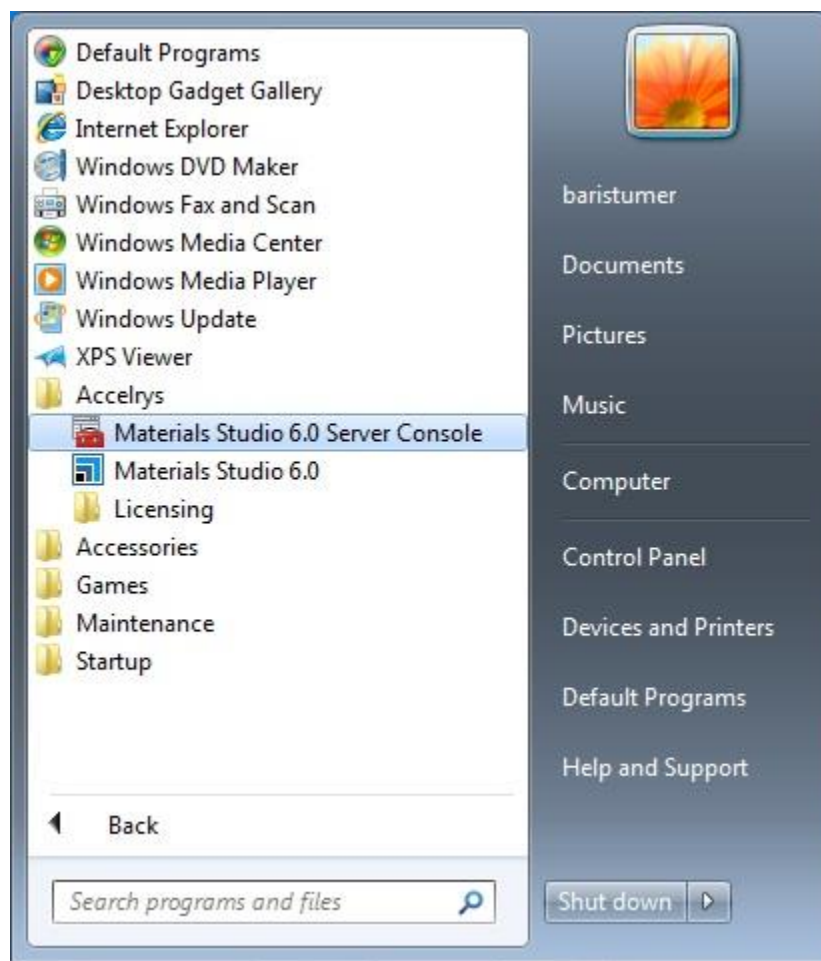 Default Programs
Desktop Gadget Gallery
Internet Explorer
Windows DVD Maker
Windows Fax and Scan
Windows Media Center
Windows Media Player
Windows Update
XPS Viewer
Accelrys
Materials Studio 6.0 Server Console
Materials Studio 6.0
Licensing
Accessories
Games
Maintenance
Startup
Back
Search programs and files
baristumer
Documents
Pictures
Music
Computer
Control Panel
Devices and Printers
Default Programs
Help and Support
Shut down